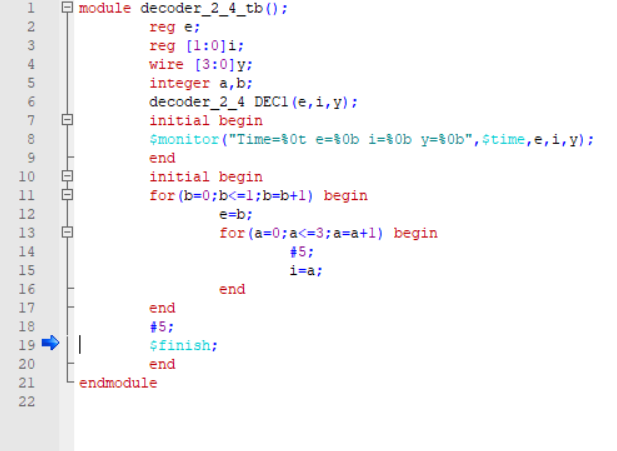 1 module decoder_2_4_tb();
2 reg e;
3 reg [1:0]i;
4 wire [3:0]y;
5 integer a,b;
6 decoder_2_4 DEC1(e,i,y);
7 initial begin
8 $monitor("Time=%0t e=%0b i=%0b y=%0b",$time,e,i,y);
9 end
10 initial begin
11 for(b=0;b<=1;b=b+1) begin
12 e=b;
13 for(a=0;a<=3;a=a+1) begin
14 #5;
15 i=a;
16 end
17 end
18 #5;
19 $finish;
20 end
21 endmodule
22